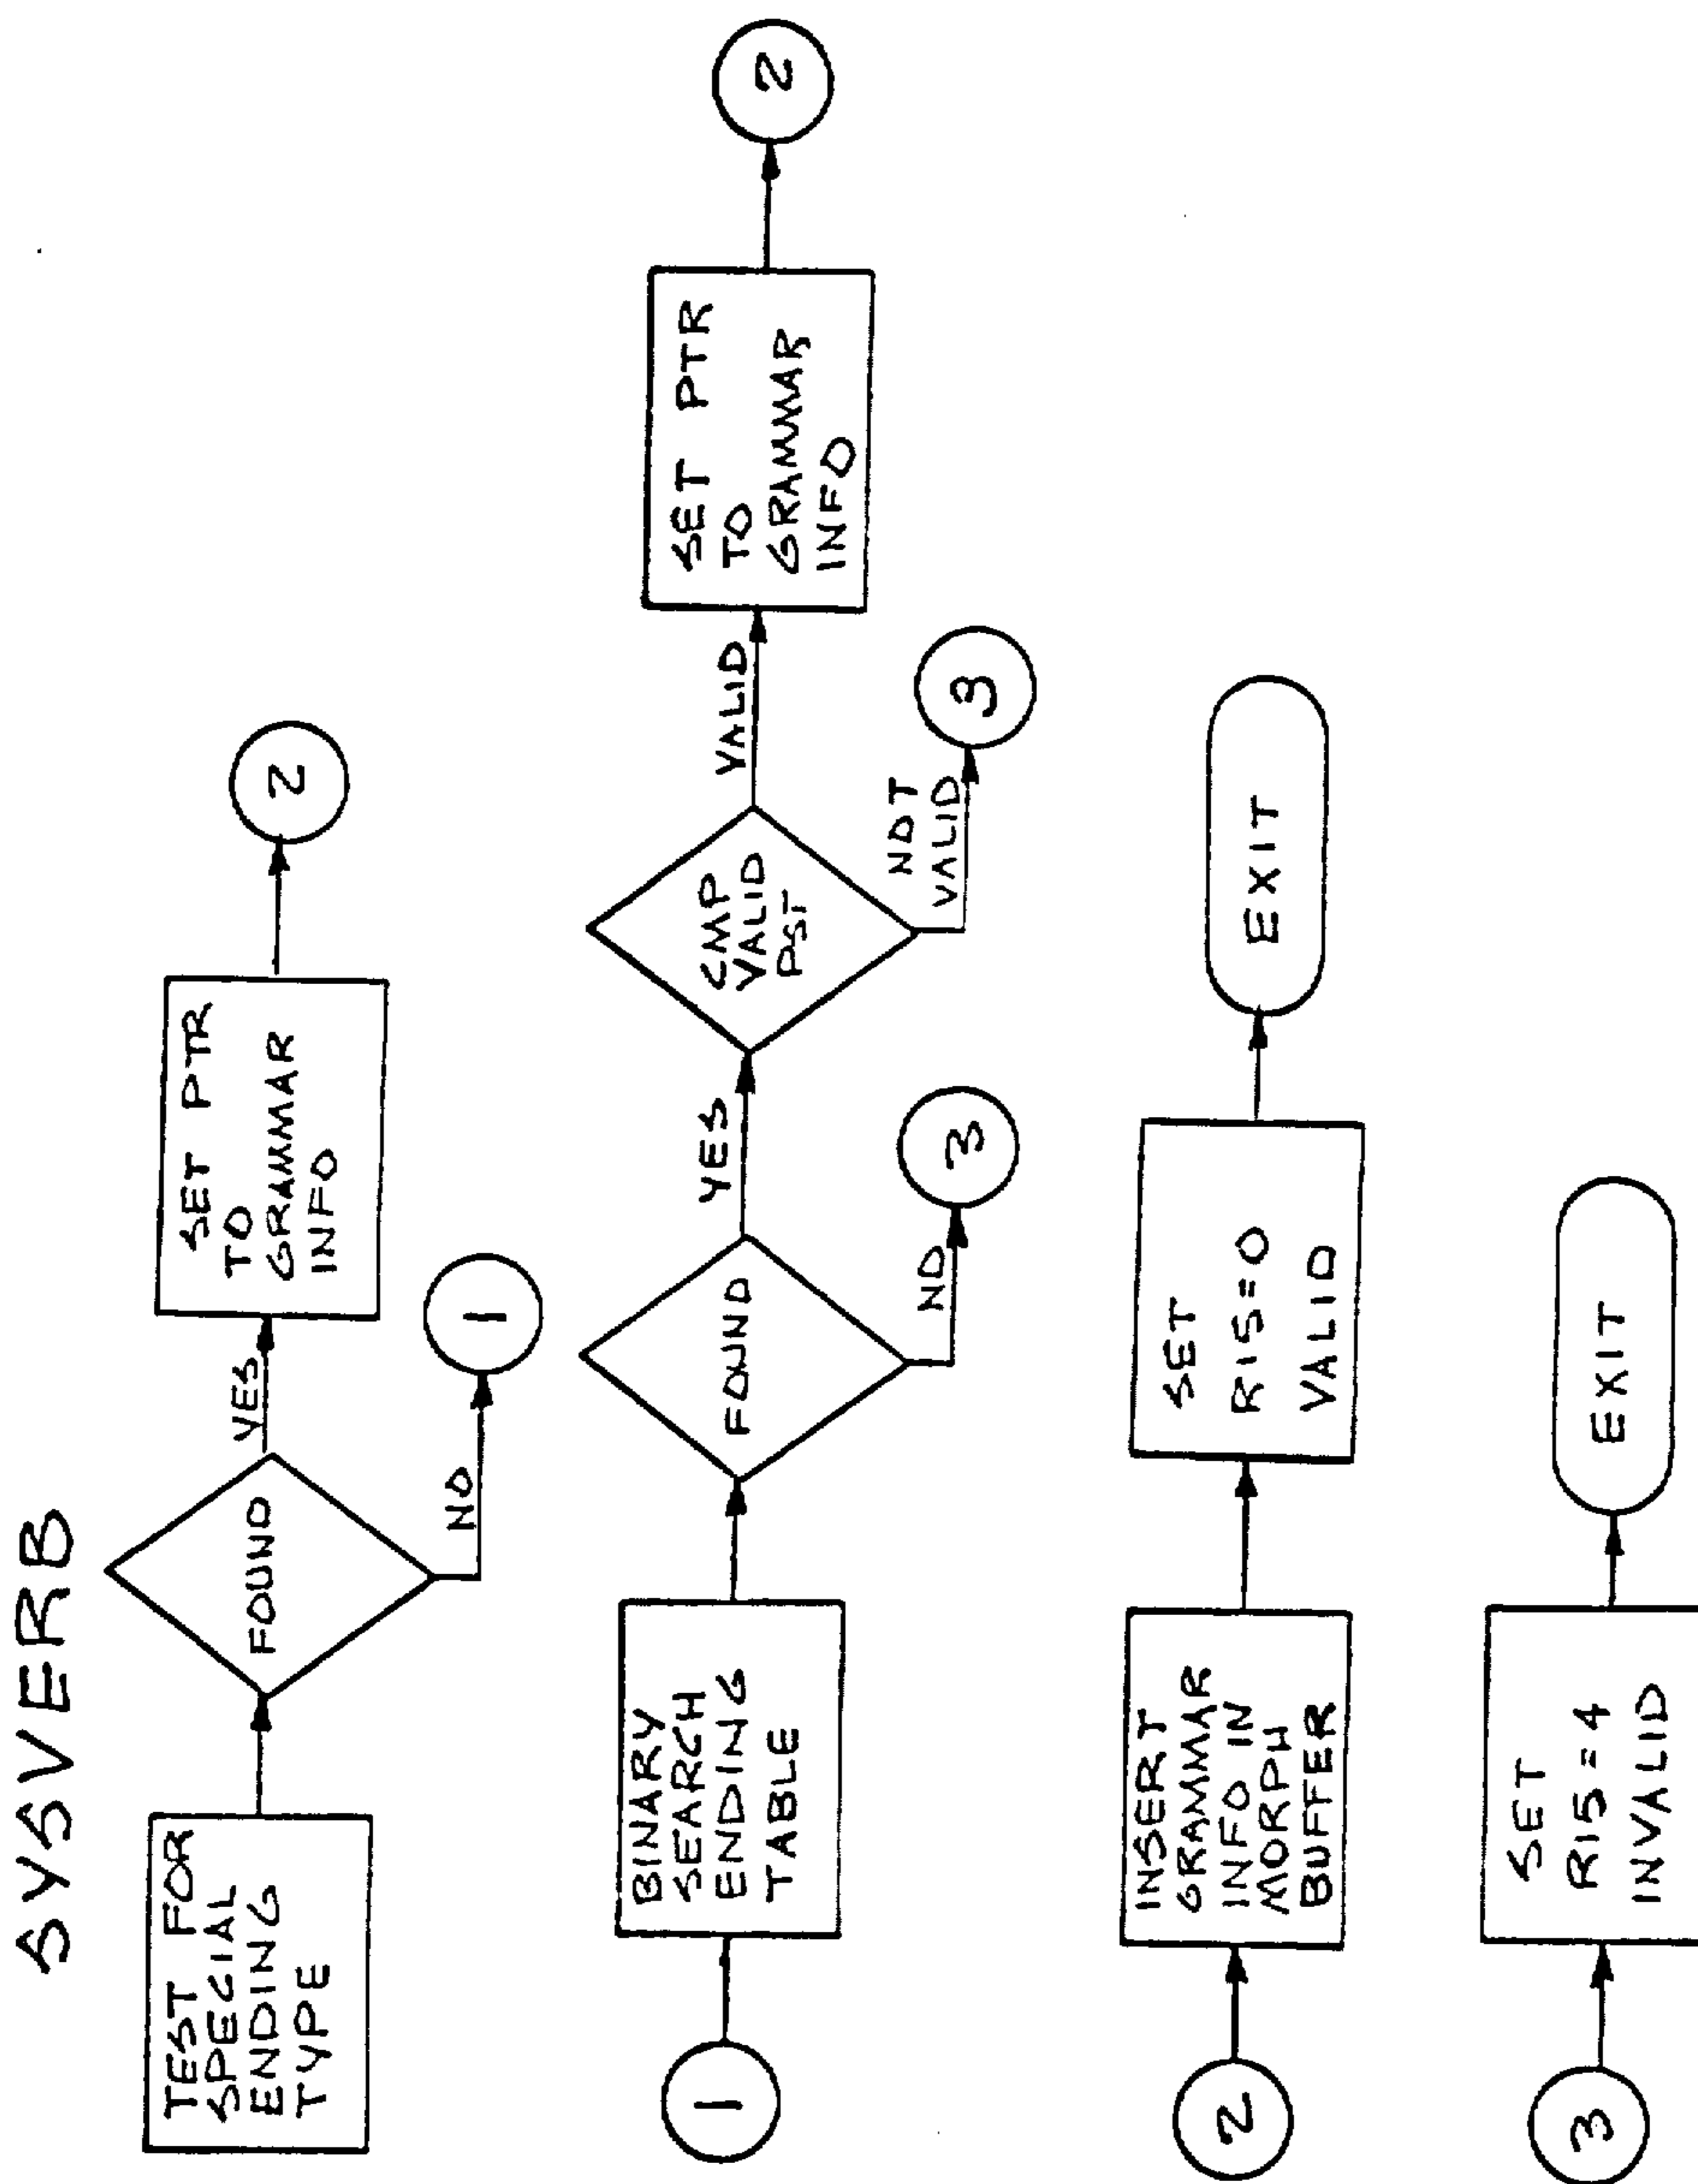 SYSVERB
TEST FOR
SPECIAL
ENDING
TYPE
FOUND
YES
NO
1
SET PTR
TO
GRAMMAR
INFO
2
1
BINARY
SEARCH
ENDING
TABLE
FOUND
YES
NO
3
CMP
VALID
PST
VALID
NOT
VALID
3
SET PTR
TO
GRAMMAR
INFO
2
2
INSERT
GRAMMAR
INFO IN
MORPH
BUFFER
SET
R15=0
VALID
EXIT
3
SET
R15=4
INVALID
EXIT